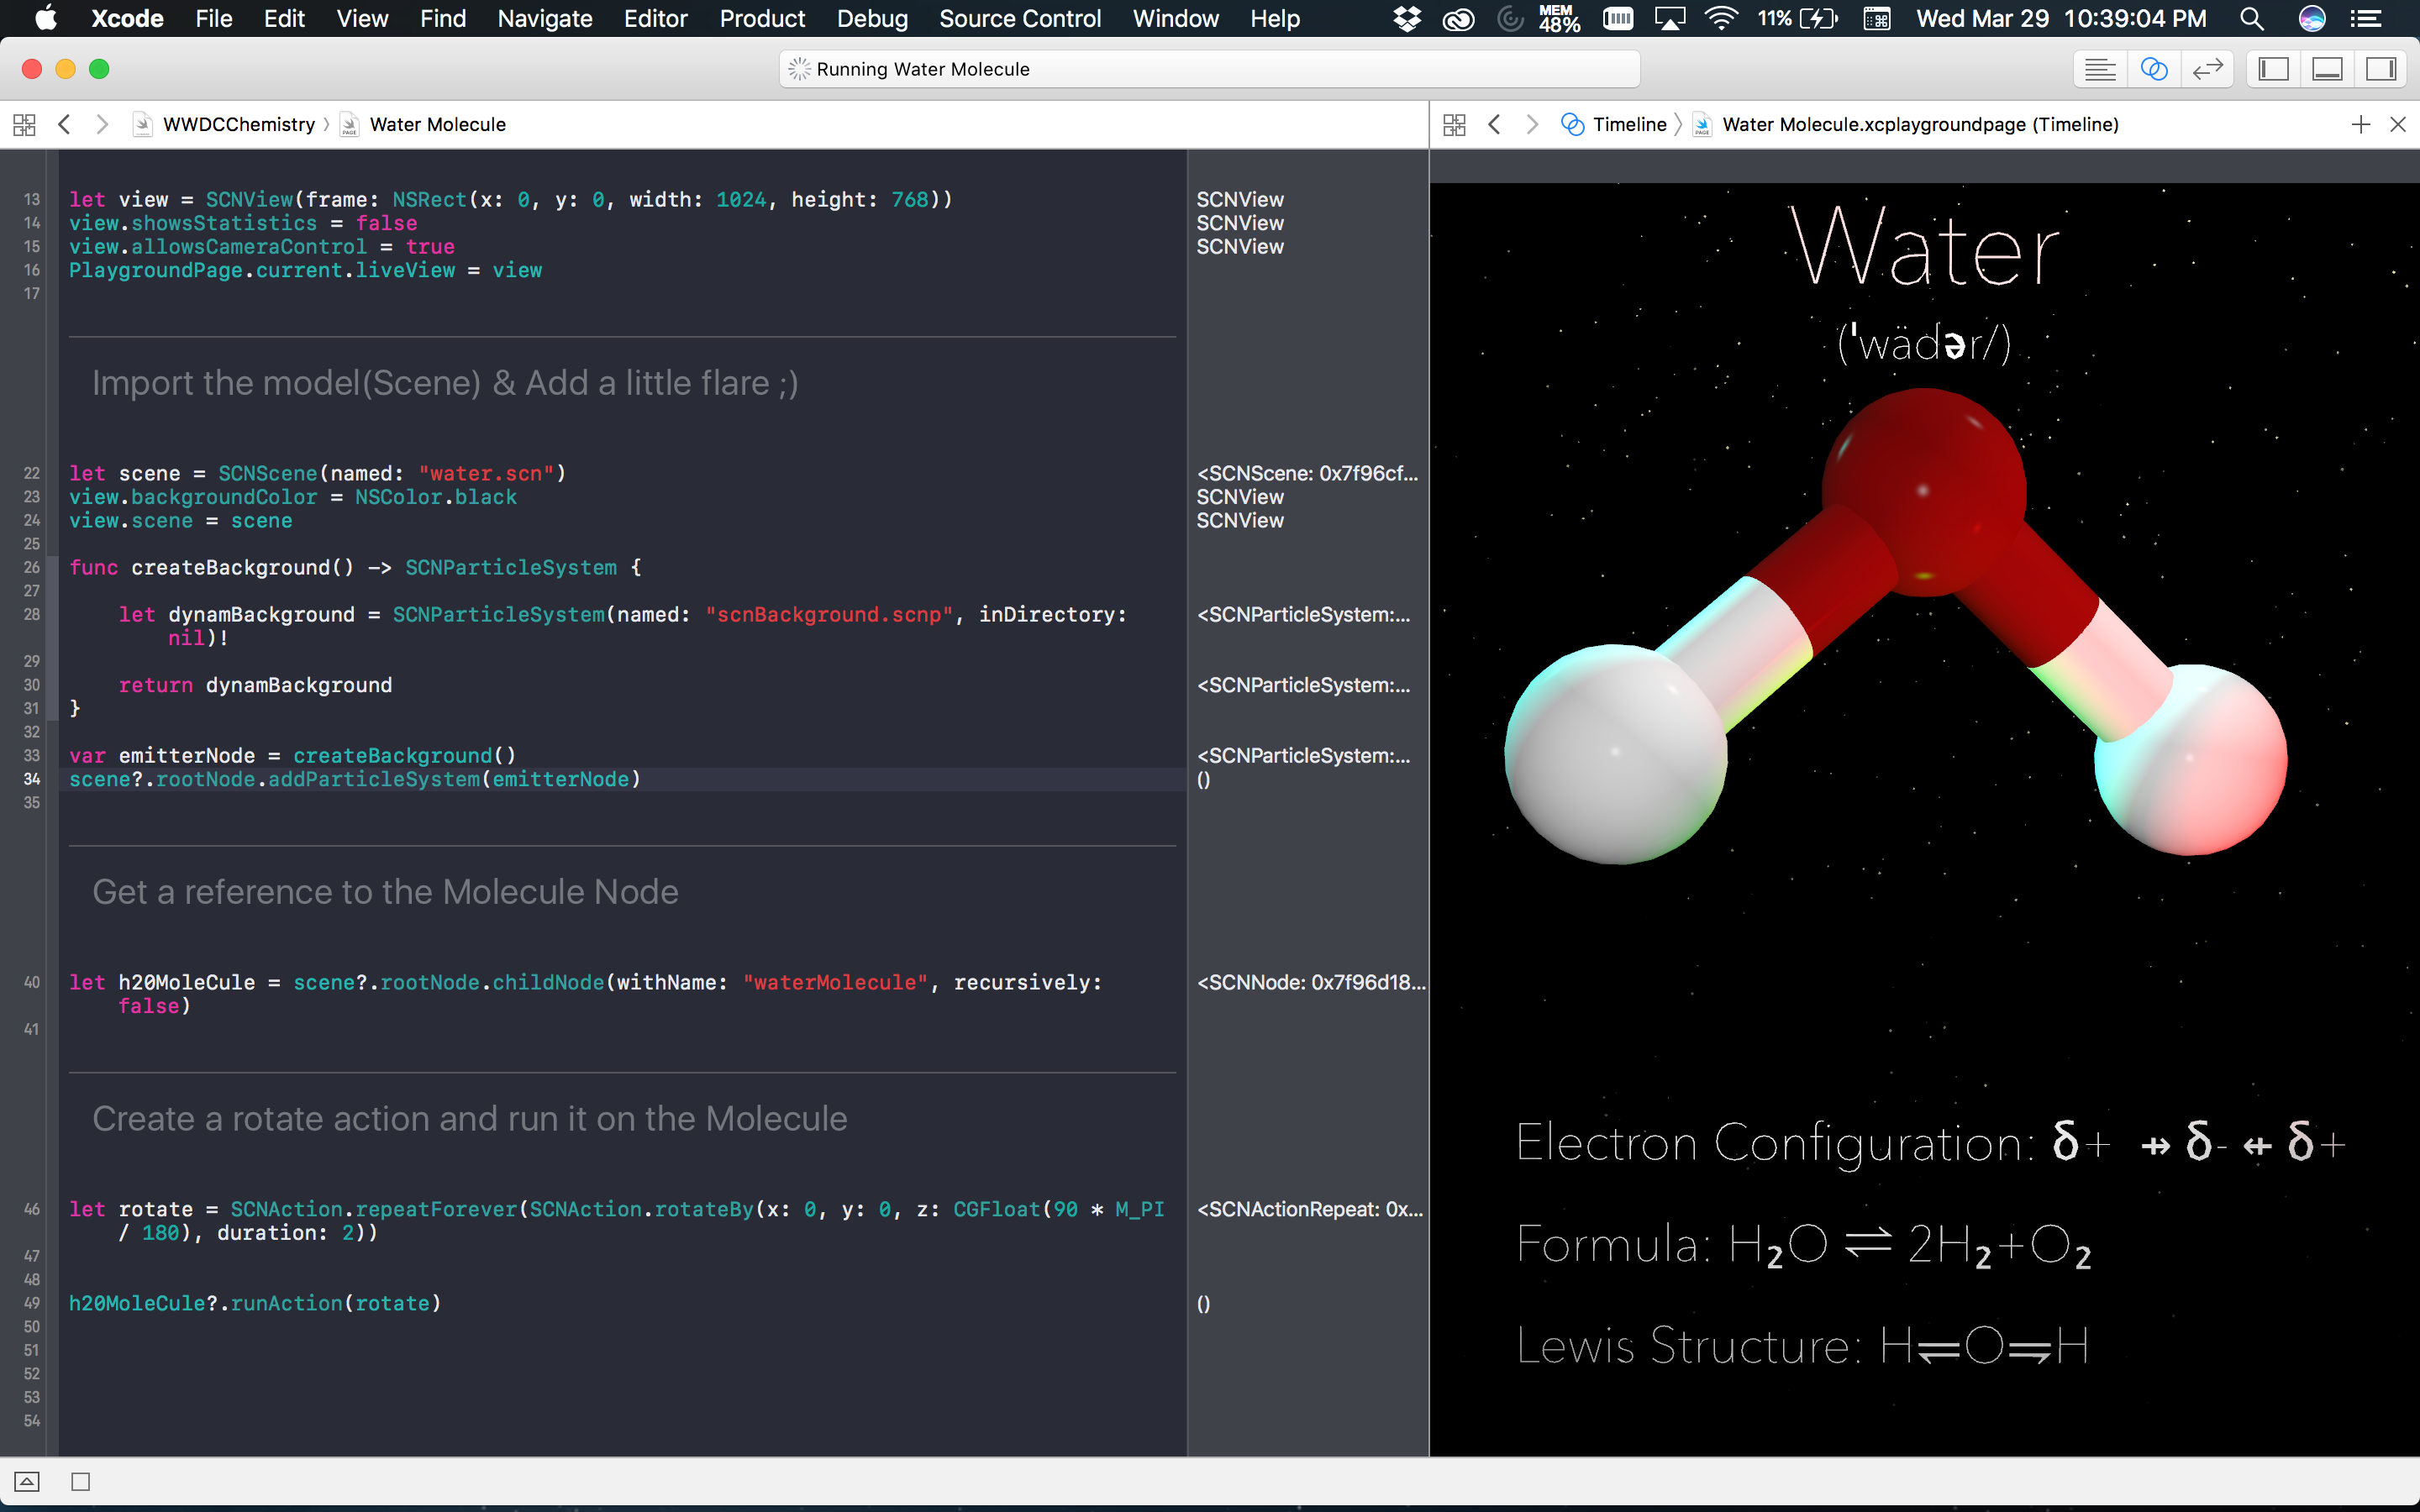 Xcode File Edit View Find Navigate Editor Product Debug Source Control Window Help MEM 48% 11% Wed Mar 29 10:39:04 PM
Running Water Molecule
WWDCChemistry 〉 Water Molecule
Timeline 〉 Water Molecule.xcplaygroundpage (Timeline)
13 let view = SCNView(frame: NSRect(x: 0, y: 0, width: 1024, height: 768)) SCNView
14 view.showsStatistics = false SCNView
15 view.allowsCameraControl = true SCNView
16 PlaygroundPage.current.liveView = view
17
Import the model(Scene) & Add a little flare ;)
22 let scene = SCNScene(named: "water.scn") <SCNScene: 0x7f96cf...
23 view.backgroundColor = NSColor.black SCNView
24 view.scene = scene SCNView
25
26 func createBackground() -> SCNParticleSystem {
27
28 let dynamBackground = SCNParticleSystem(named: "scnBackground.scnp", inDirectory: <SCNParticleSystem:...
nil)!
29
30 return dynamBackground <SCNParticleSystem:...
31 }
32
33 var emitterNode = createBackground() <SCNParticleSystem:...
34 scene?.rootNode.addParticleSystem(emitterNode) ()
35
Get a reference to the Molecule Node
40 let h20MoleCule = scene?.rootNode.childNode(withName: "waterMolecule", recursively: <SCNNode: 0x7f96d18...
false)
41
Create a rotate action and run it on the Molecule
46 let rotate = SCNAction.repeatForever(SCNAction.rotateBy(x: 0, y: 0, z: CGFloat(90 * M_PI <SCNActionRepeat: 0x...
/ 180), duration: 2))
47
48
49 h20MoleCule?.runAction(rotate) ()
50
51
52
53
54
Water
(ˈwädər/)
Electron Configuration: δ+ ⇸ δ- ⇷ δ+
Formula: H₂O ⇌ 2H₂+O₂
Lewis Structure: H⇌O⇌H